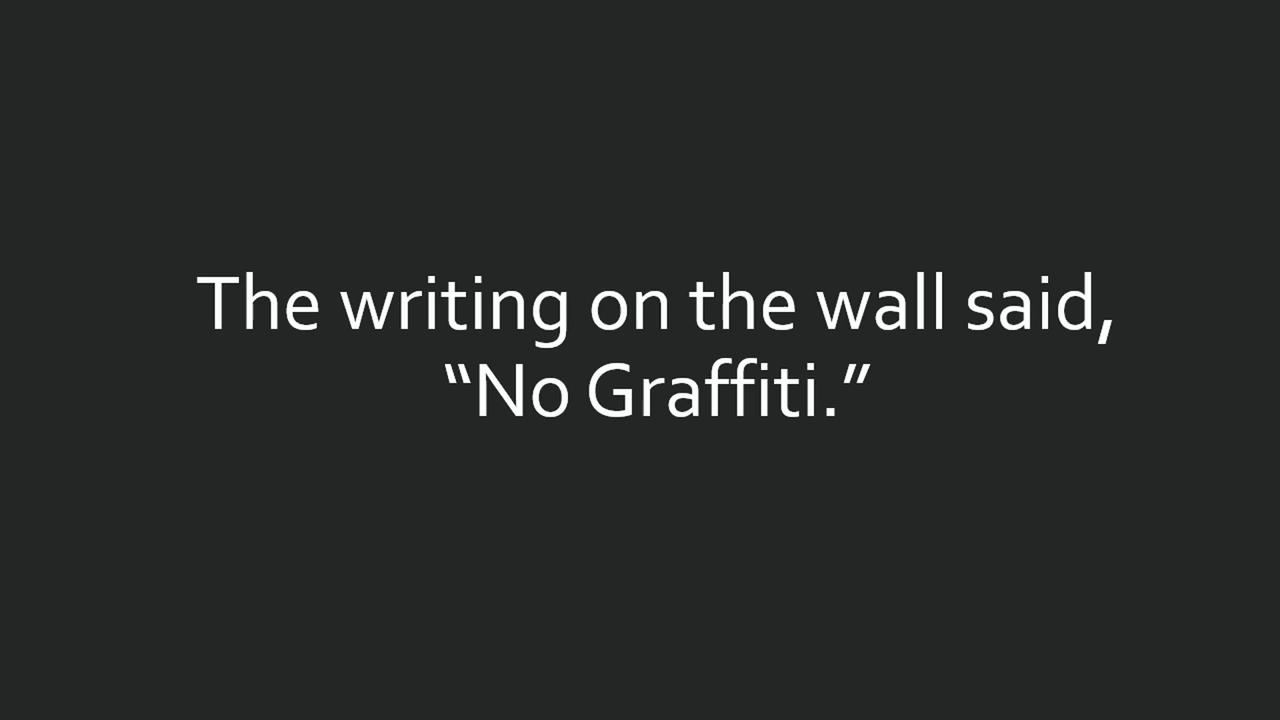 The writing on the wall said,
“No Graffiti.”